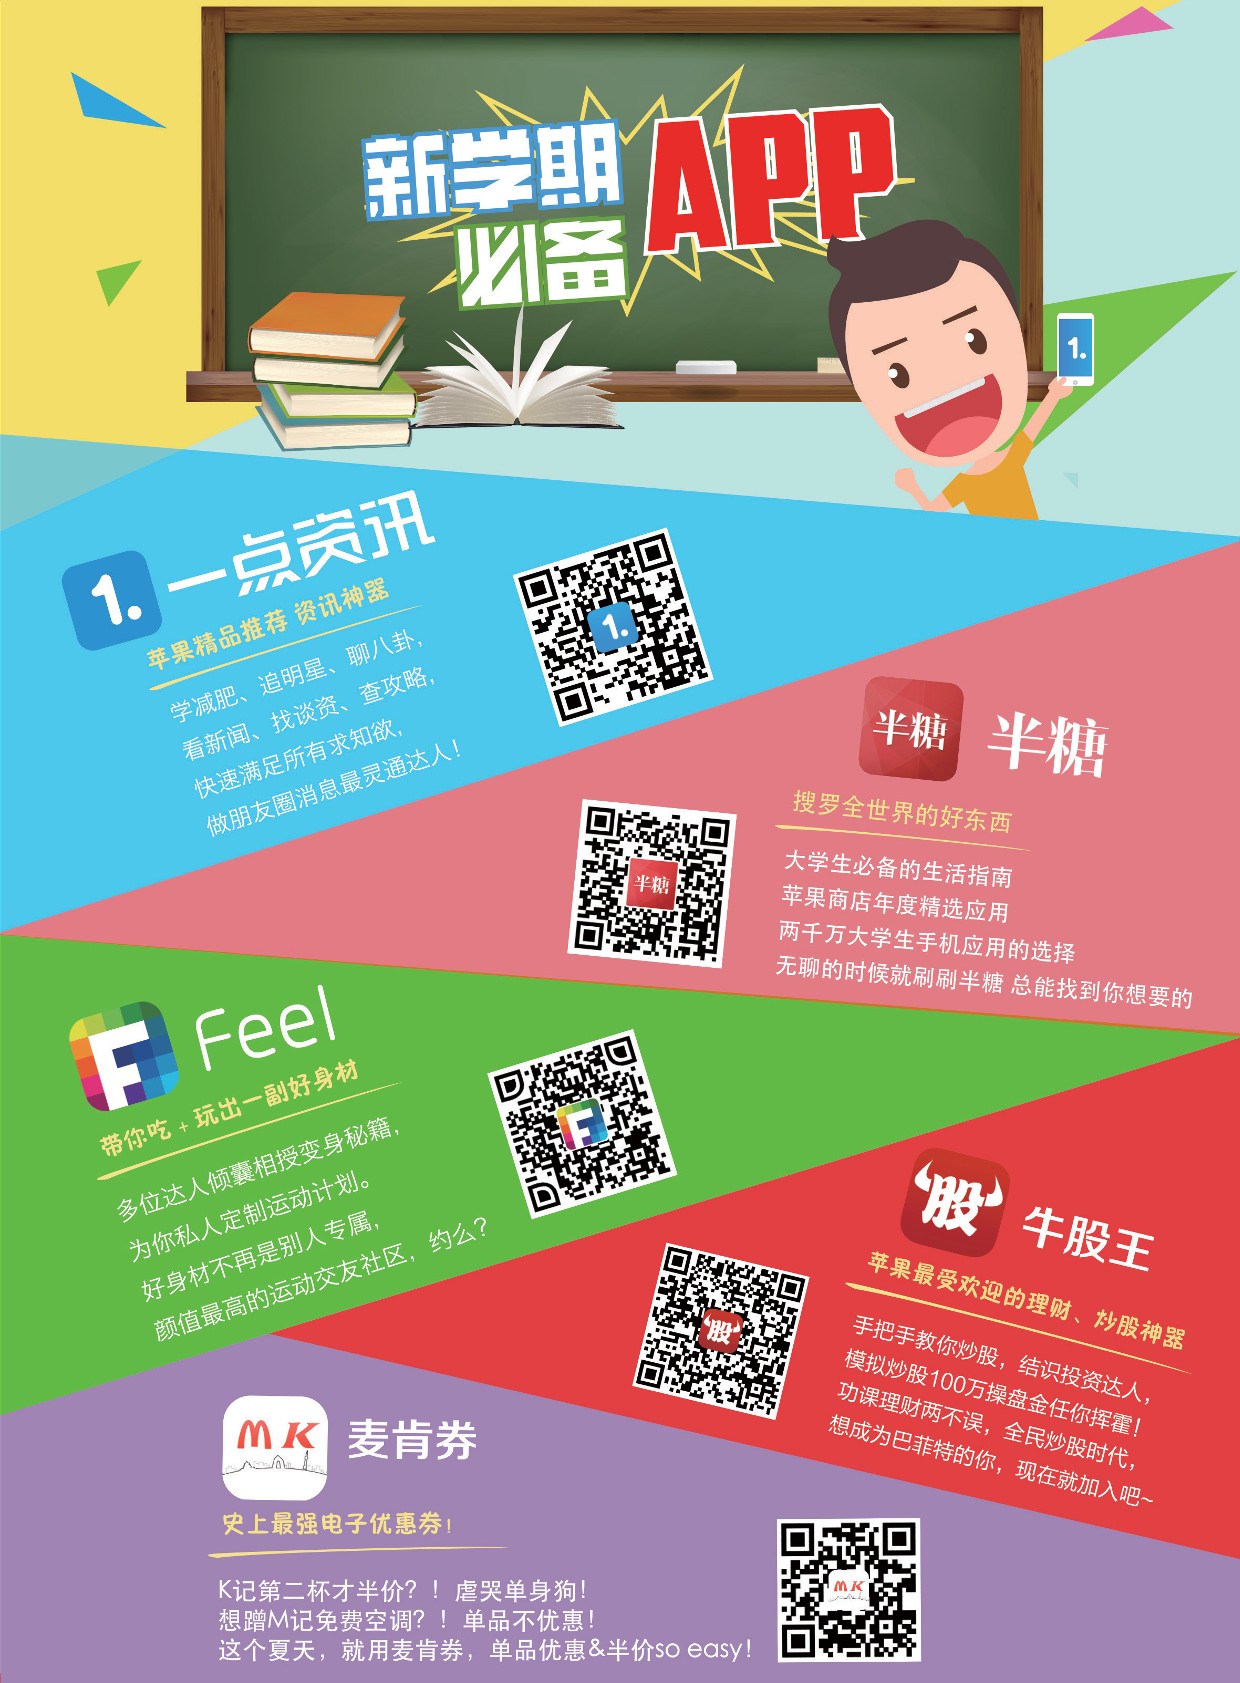 新学期
必备
APP
1.
1.
一点资讯
苹果精品推荐 资讯神器
学减肥、追明星、聊八卦，
看新闻、找谈资、查攻略，
快速满足所有求知欲，
做朋友圈消息最灵通达人！
1.
半糖
半糖
搜罗全世界的好东西
大学生必备的生活指南
苹果商店年度精选应用
两千万大学生手机应用的选择
无聊的时候就刷刷半糖 总能找到你想要的
半糖
F
Feel
带你吃 + 玩出一副好身材
多位达人倾囊相授变身秘籍，
为你私人定制运动计划。
好身材不再是别人专属，
颜值最高的运动交友社区，约么？
F
股
牛股王
苹果最受欢迎的理财、炒股神器
手把手教你炒股，结识投资达人，
模拟炒股100万操盘金任你挥霍！
功课理财两不误，全民炒股时代，
想成为巴菲特的你，现在就加入吧~
股
MK
麦肯券
史上最强电子优惠券！
K记第二杯才半价？！虐哭单身狗！
想蹭M记免费空调？！单品不优惠！
这个夏天，就用麦肯券，单品优惠&半价so easy！
MK